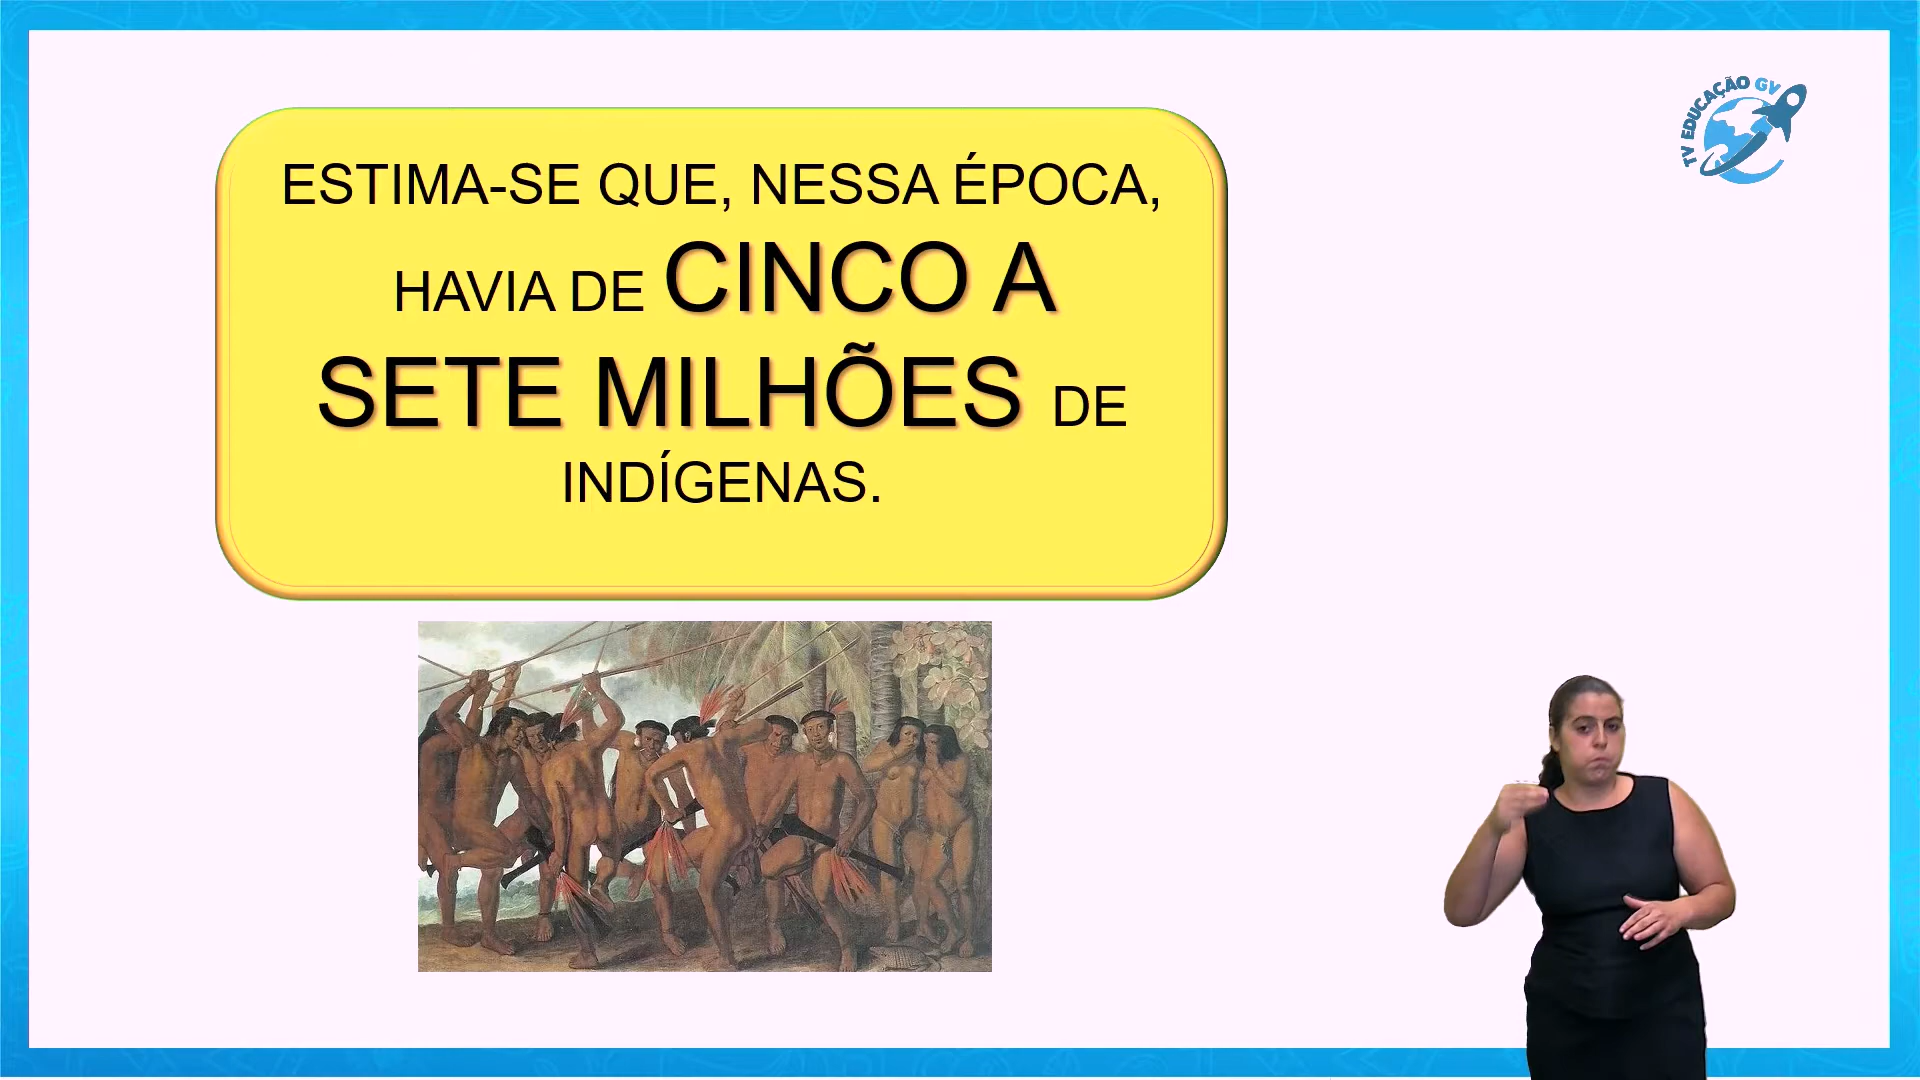 TV EDUCAÇÃO GV
ESTIMA-SE QUE, NESSA ÉPOCA,
HAVIA DE CINCO A
SETE MILHÕES DE
INDÍGENAS.